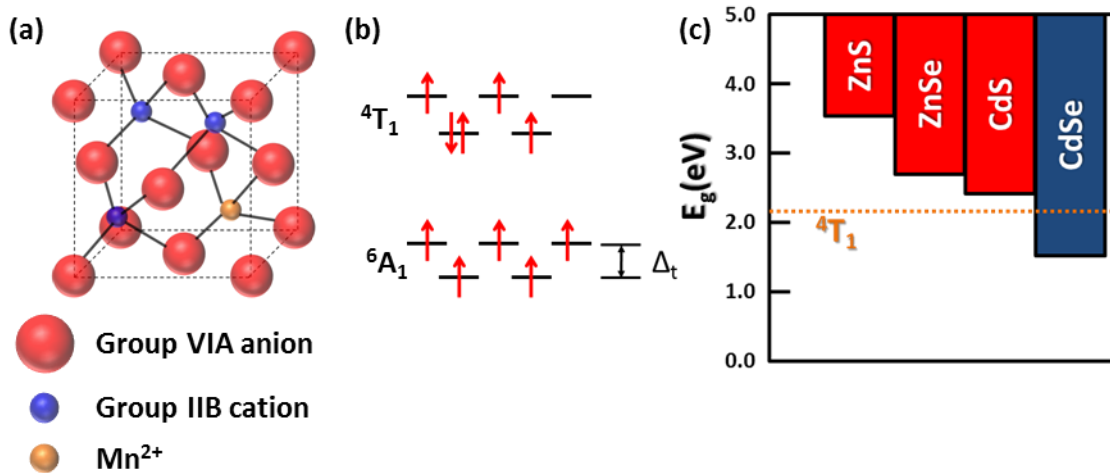 (a)
Group VIA anion
Group IIB cation
Mn²⁺
(b)
⁴T₁
⁶A₁
Δₜ
(c)
E_g(eV)
5.0
4.0
3.0
2.0
1.0
0.0
ZnS
ZnSe
CdS
CdSe
⁴T₁